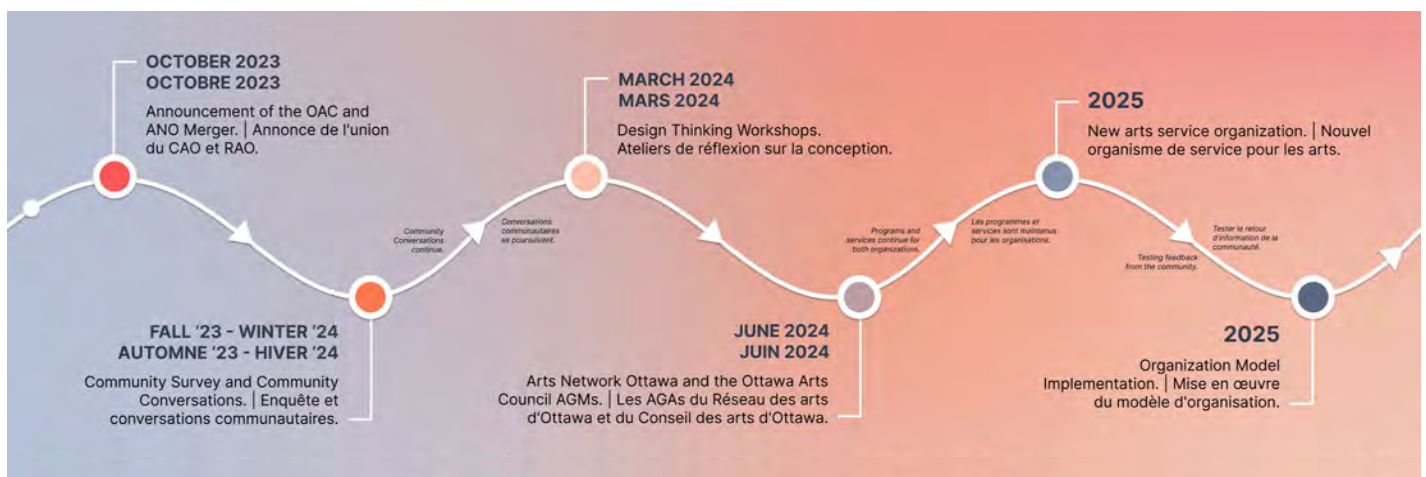 OCTOBER 2023
OCTOBRE 2023
Announcement of the OAC and
ANO Merger. | Annonce de l'union
du CAO et RAO.
FALL '23 - WINTER '24
AUTOMNE '23 - HIVER '24
Community Survey and Community
Conversations. | Enquête et
conversations communautaires.
Community
Conversations
continue.
Conversations
communautaires
se poursuivent.
MARCH 2024
MARS 2024
Design Thinking Workshops.
Ateliers de réflexion sur la conception.
JUNE 2024
JUIN 2024
Arts Network Ottawa and the Ottawa Arts
Council AGMs. | Les AGAs du Réseau des arts
d'Ottawa et du Conseil des arts d'Ottawa.
Programs and
services continue for
both organizations.
Les programmes et
services sont maintenus
pour les organisations.
2025
New arts service organization. | Nouvel
organisme de service pour les arts.
Testing feedback
from the community.
Tester le retour
d'information de la
communauté.
2025
Organization Model
Implementation. | Mise en œuvre
du modèle d'organisation.